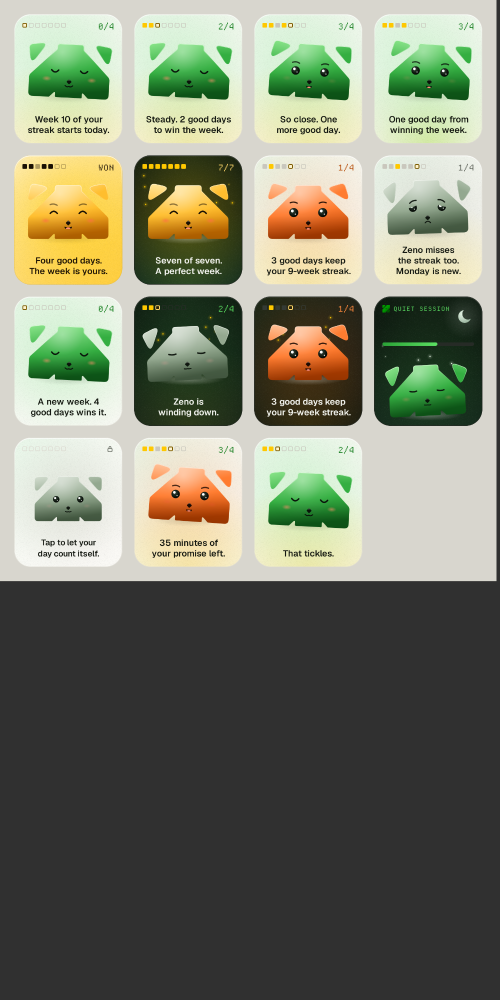 0/4
Week 10 of your
streak starts today.
2/4
Steady. 2 good days
to win the week.
3/4
So close. One
more good day.
3/4
One good day from
winning the week.
WON
Four good days.
The week is yours.
7/7
Seven of seven.
A perfect week.
1/4
3 good days keep
your 9-week streak.
1/4
Zeno misses
the streak too.
Monday is new.
0/4
A new week. 4
good days wins it.
2/4
Zeno is
winding down.
1/4
3 good days keep
your 9-week streak.
QUIET SESSION
Tap to let your
day count itself.
3/4
35 minutes of
your promise left.
2/4
That tickles.